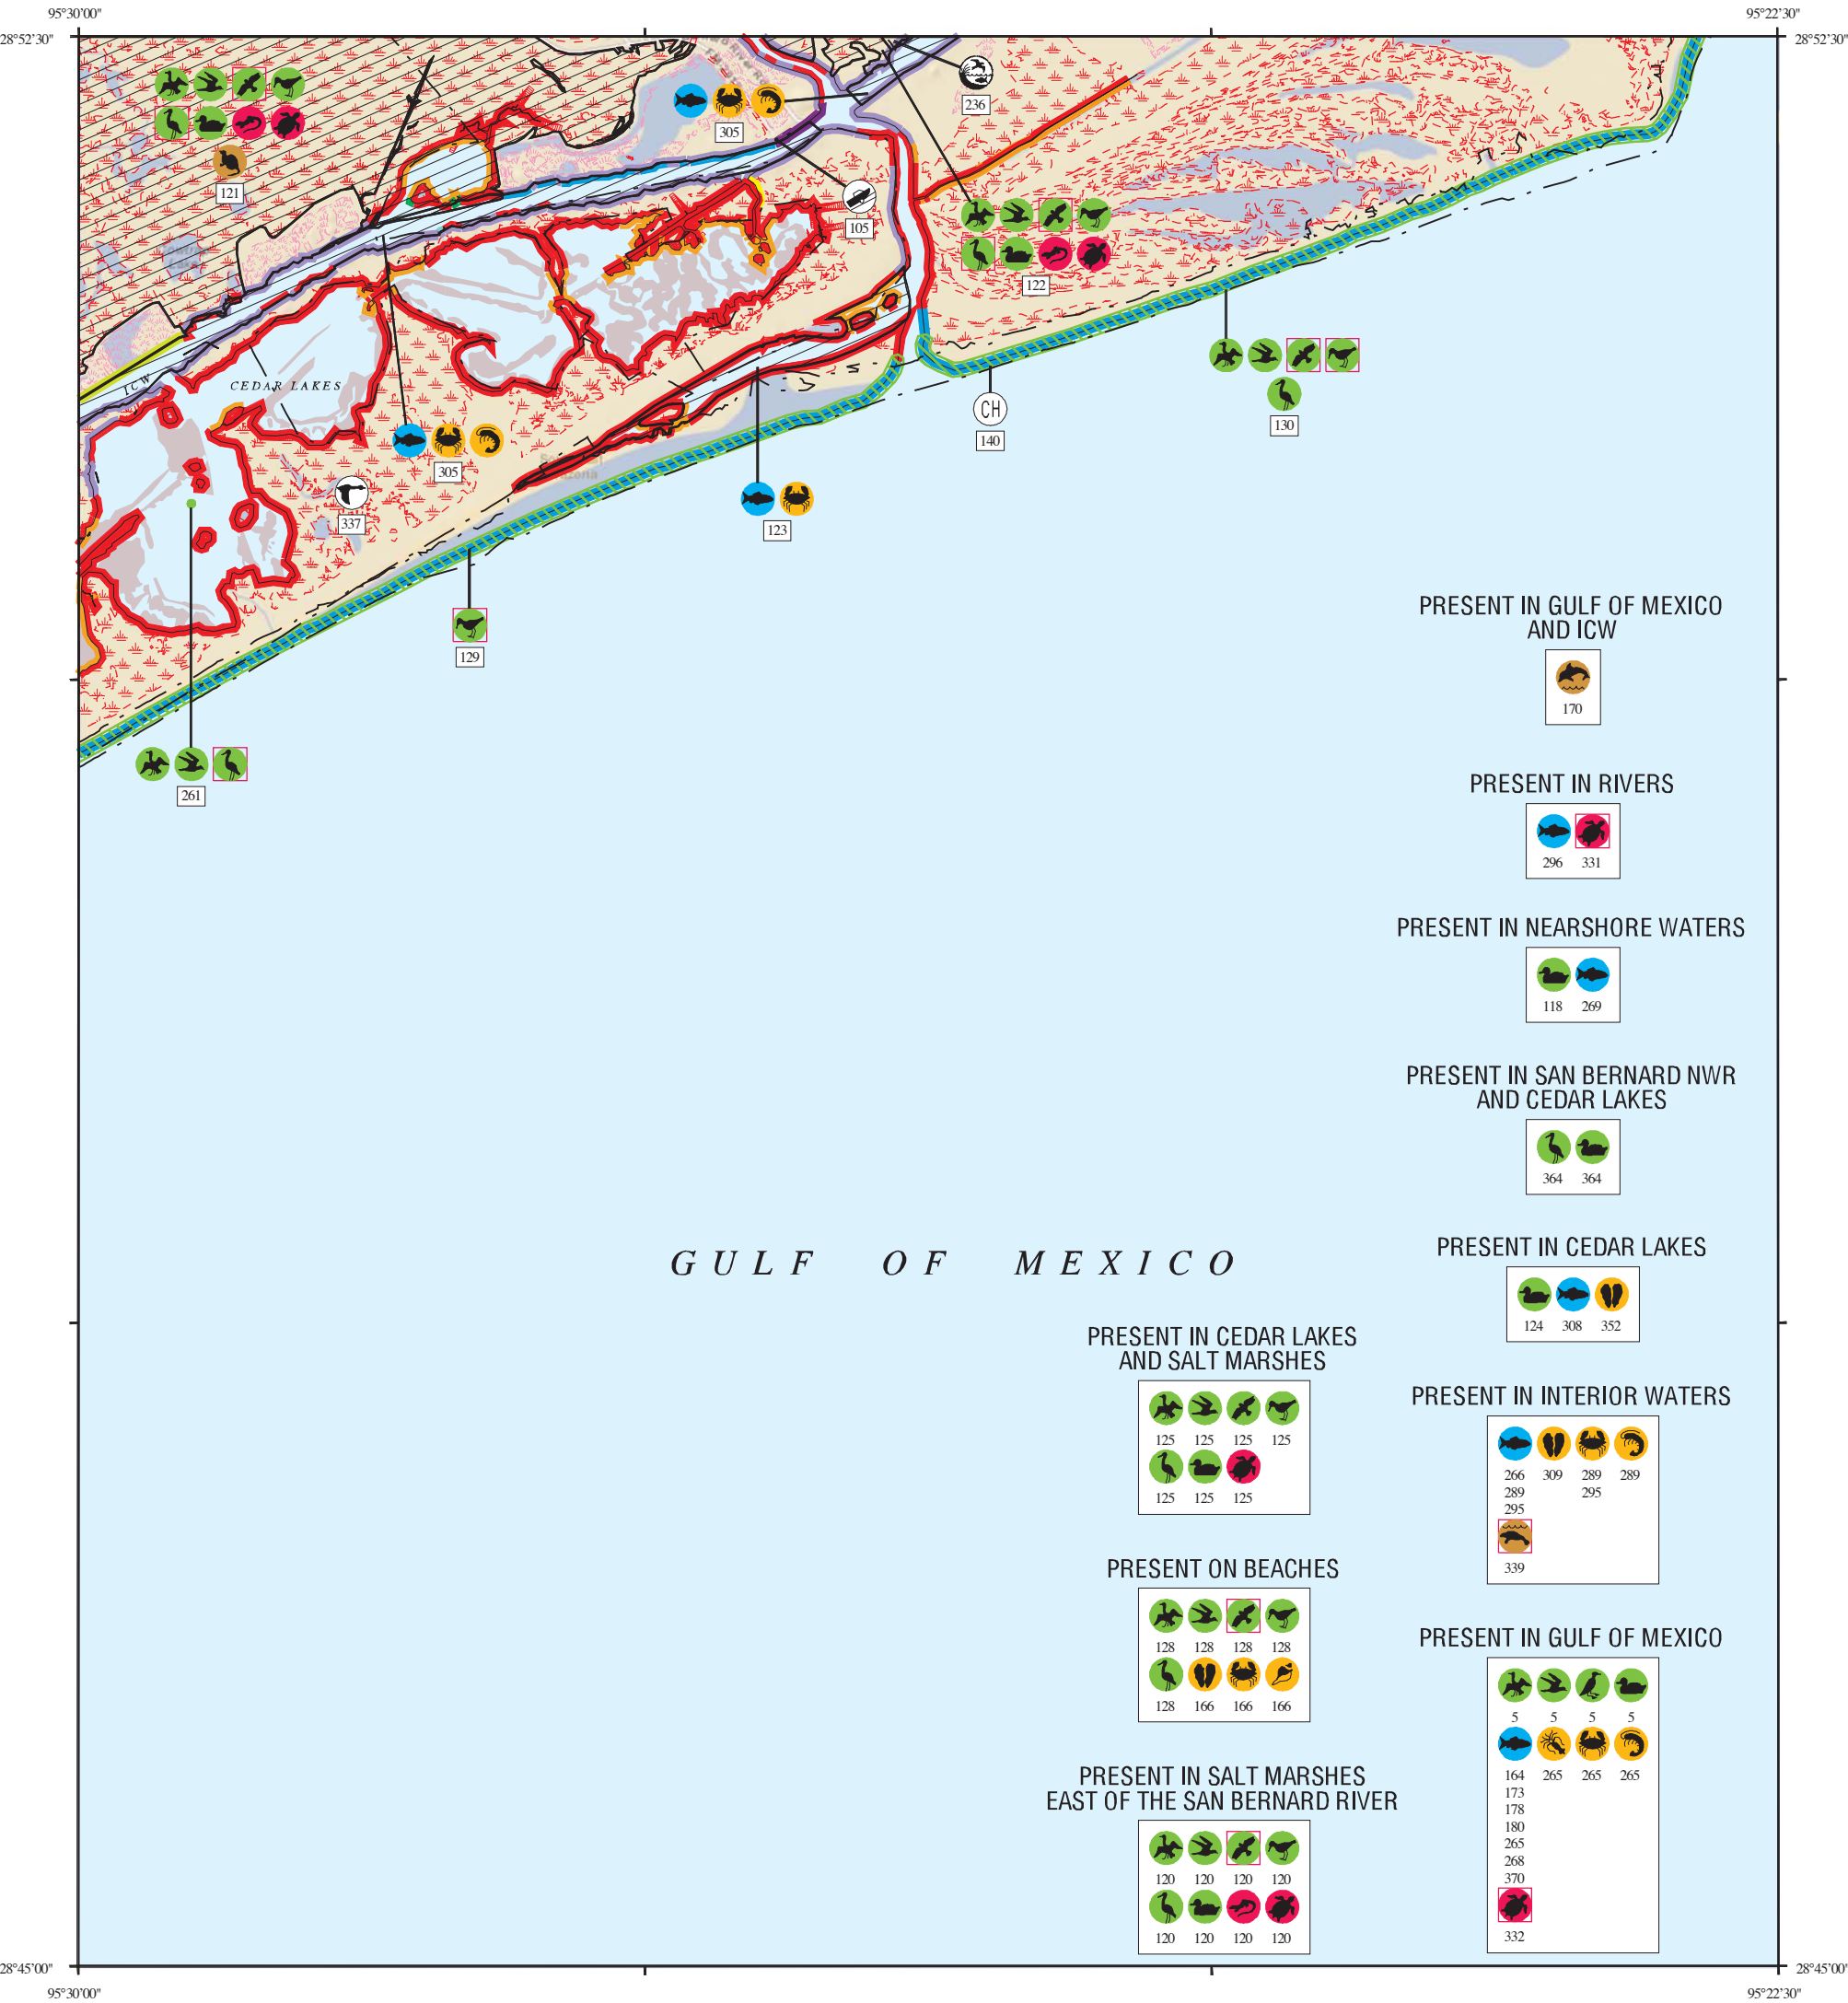 95°30'00"
95°22'30"
28°52'30"
28°52'30"
236
305
121
105
122
ICW
CEDAR LAKES
CH
140
130
305
337
123
129
261
PRESENT IN GULF OF MEXICO
AND ICW
170
PRESENT IN RIVERS
296 331
PRESENT IN NEARSHORE WATERS
118 269
PRESENT IN SAN BERNARD NWR
AND CEDAR LAKES
364 364
GULF OF MEXICO
PRESENT IN CEDAR LAKES
124 308 352
PRESENT IN CEDAR LAKES
AND SALT MARSHES
125 125 125 125
125 125 125
PRESENT IN INTERIOR WATERS
266 309 289 289
289 295
295
339
PRESENT ON BEACHES
128 128 128 128
128 166 166 166
PRESENT IN GULF OF MEXICO
5 5 5 5
164 265 265 265
173
178
180
265
268
370
332
PRESENT IN SALT MARSHES
EAST OF THE SAN BERNARD RIVER
120 120 120 120
120 120 120 120
28°45'00"
28°45'00"
95°30'00"
95°22'30"